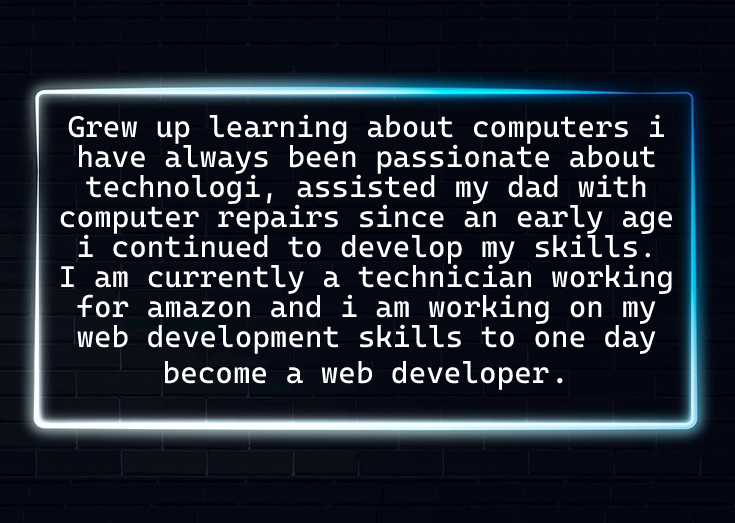 Grew up learning about computers i
have always been passionate about
technologi, assisted my dad with
computer repairs since an early age
i continued to develop my skills.
I am currently a technician working
for amazon and i am working on my
web development skills to one day
become a web developer.